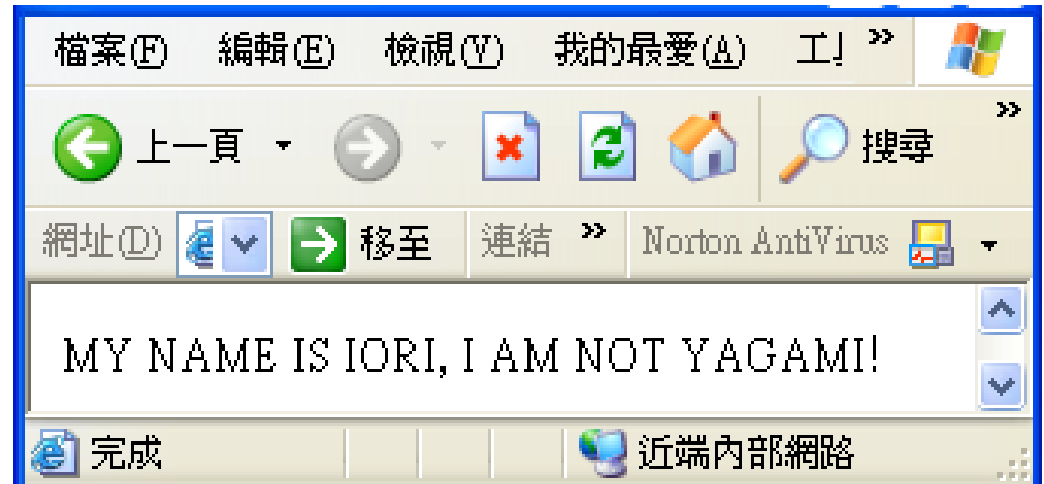 檔案(F) 編輯(E) 檢視(V) 我的最愛(A) »
上一頁 搜尋 »
網址(D) 移至 連結 » Norton AntiVirus
MY NAME IS IORI, I AM NOT YAGAMI!
完成 近端內部網路